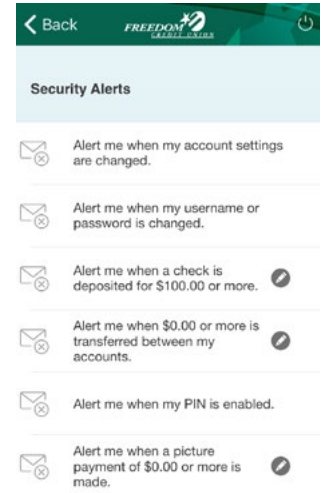 Back
FREEDOM
CREDIT UNION
Security Alerts
Alert me when my account settings
are changed.
Alert me when my username or
password is changed.
Alert me when a check is
deposited for $100.00 or more.
Alert me when $0.00 or more is
transferred between my
accounts.
Alert me when my PIN is enabled.
Alert me when a picture
payment of $0.00 or more is
made.